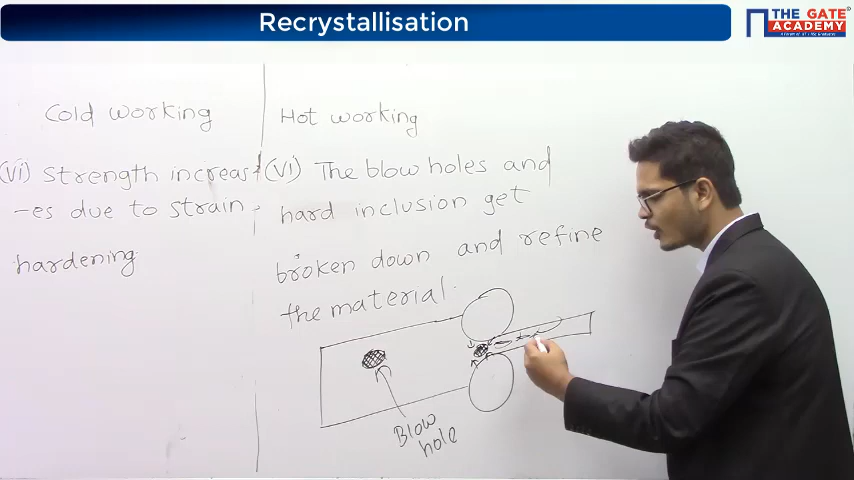 Recrystallisation
THE GATE
ACADEMY
Cold working
(vi) Strength increas
-es due to strain
hardening
Hot working
(vi) The blow holes and
hard inclusion get
broken down and refine
the material.
Blow
hole